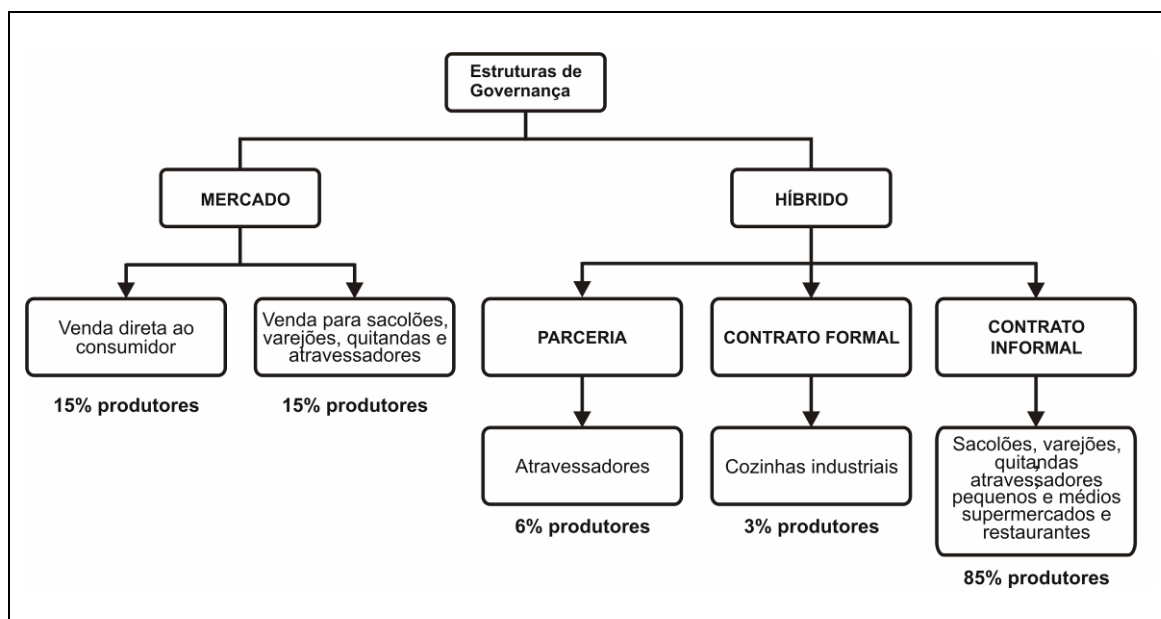 Estruturas de
Governança
MERCADO
HÍBRIDO
Venda direta ao
consumidor
Venda para sacolões,
varejões, quitandas e
atravessadores
PARCERIA
CONTRATO FORMAL
CONTRATO
INFORMAL
15% produtores
15% produtores
Atravessadores
Cozinhas industriais
Sacolões, varejões,
quitandas
,
atravessadores
pequenos e médios
supermercados e
restaurantes
6% produtores
3% produtores
85% produtores